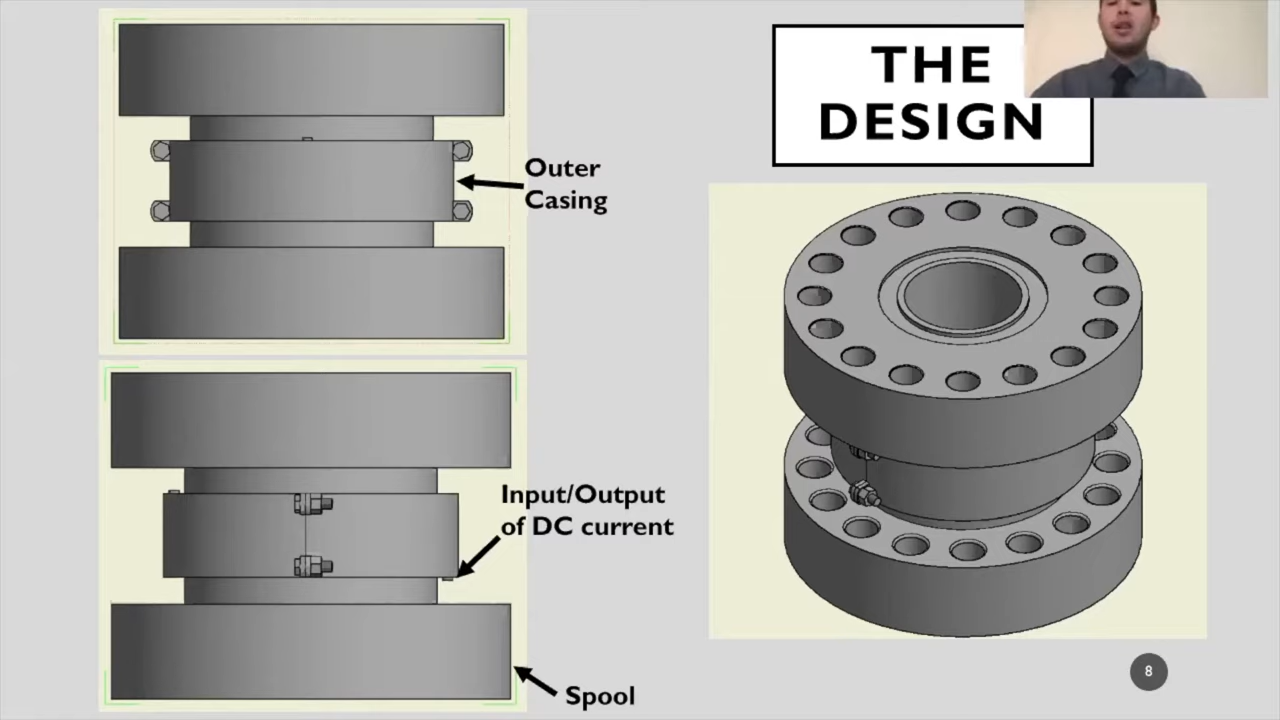 THE
DESIGN
Outer
Casing
Input/Output
of DC current
Spool
8